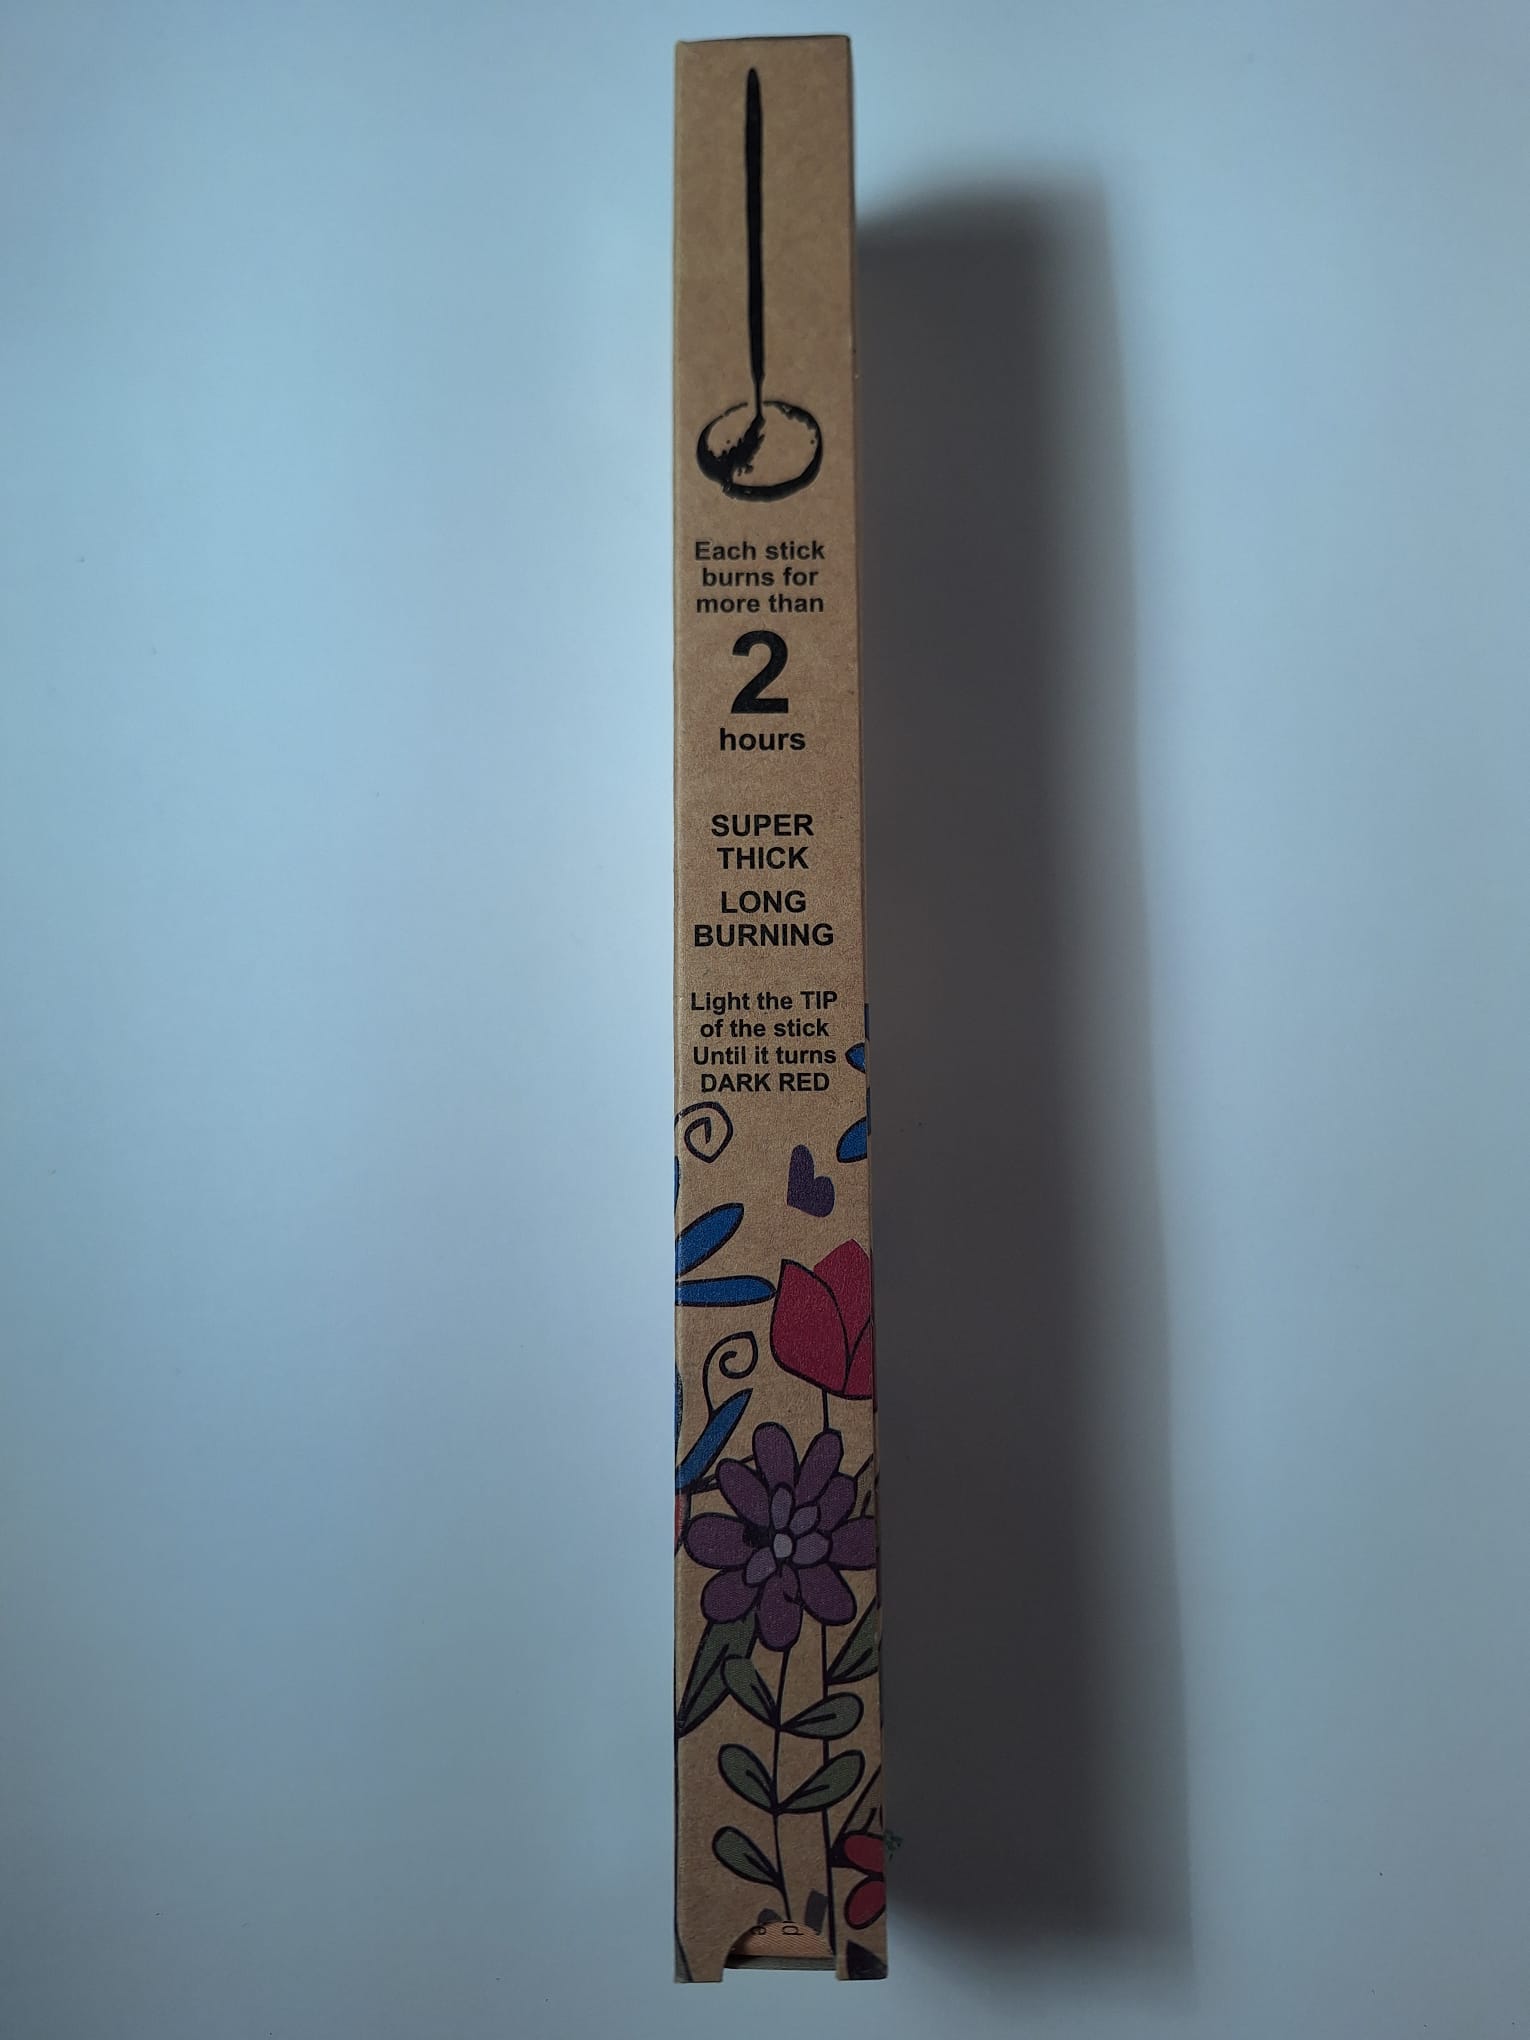 Each stick
burns for
more than
2
hours
SUPER
THICK
LONG
BURNING
Light the TIP
of the stick
Until it turns
DARK RED